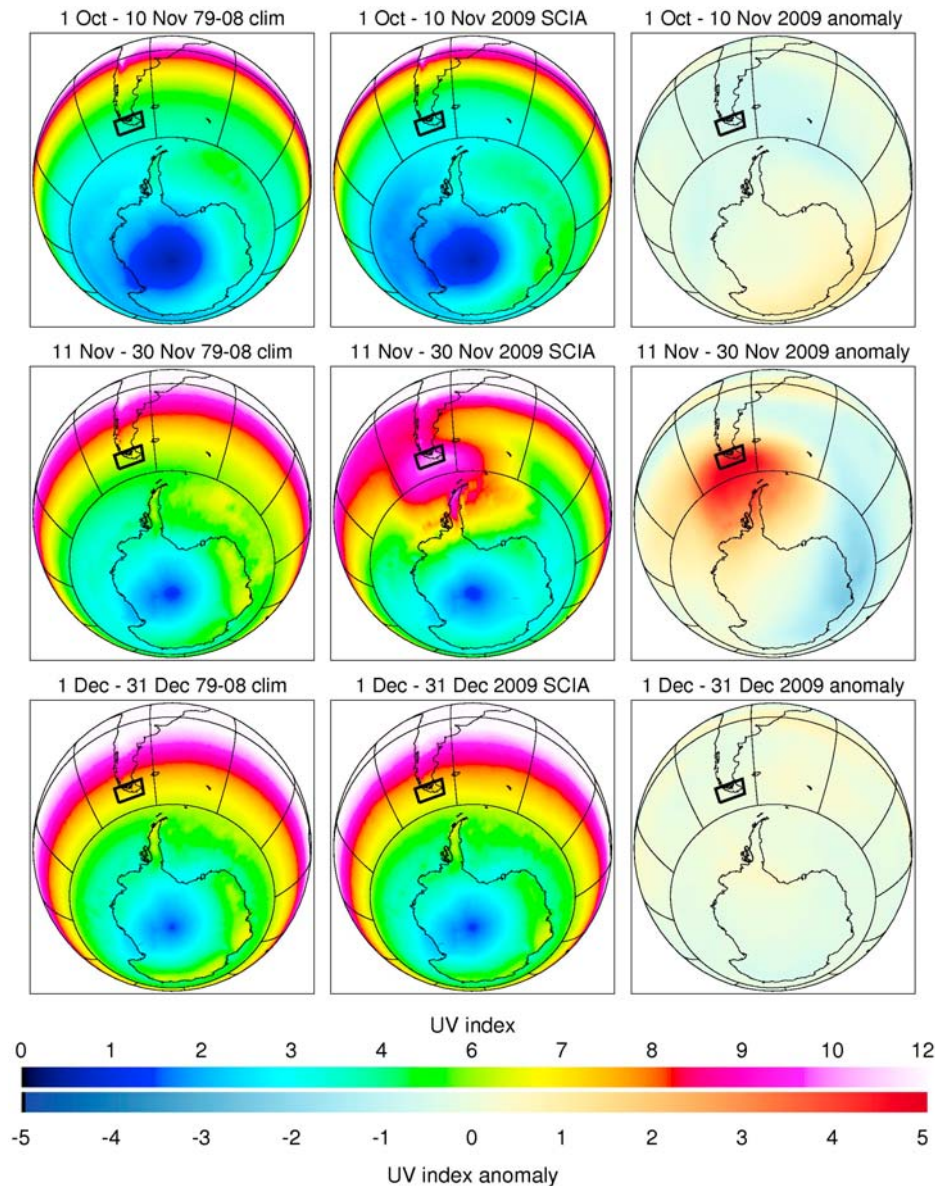 1 Oct - 10 Nov 79-08 clim
1 Oct - 10 Nov 2009 SCIA
1 Oct - 10 Nov 2009 anomaly
11 Nov - 30 Nov 79-08 clim
11 Nov - 30 Nov 2009 SCIA
11 Nov - 30 Nov 2009 anomaly
1 Dec - 31 Dec 79-08 clim
1 Dec - 31 Dec 2009 SCIA
1 Dec - 31 Dec 2009 anomaly
UV index
0 1 2 3 4 6 7 8 9 10 12
-5 -4 -3 -2 -1 0 1 2 3 4 5
UV index anomaly